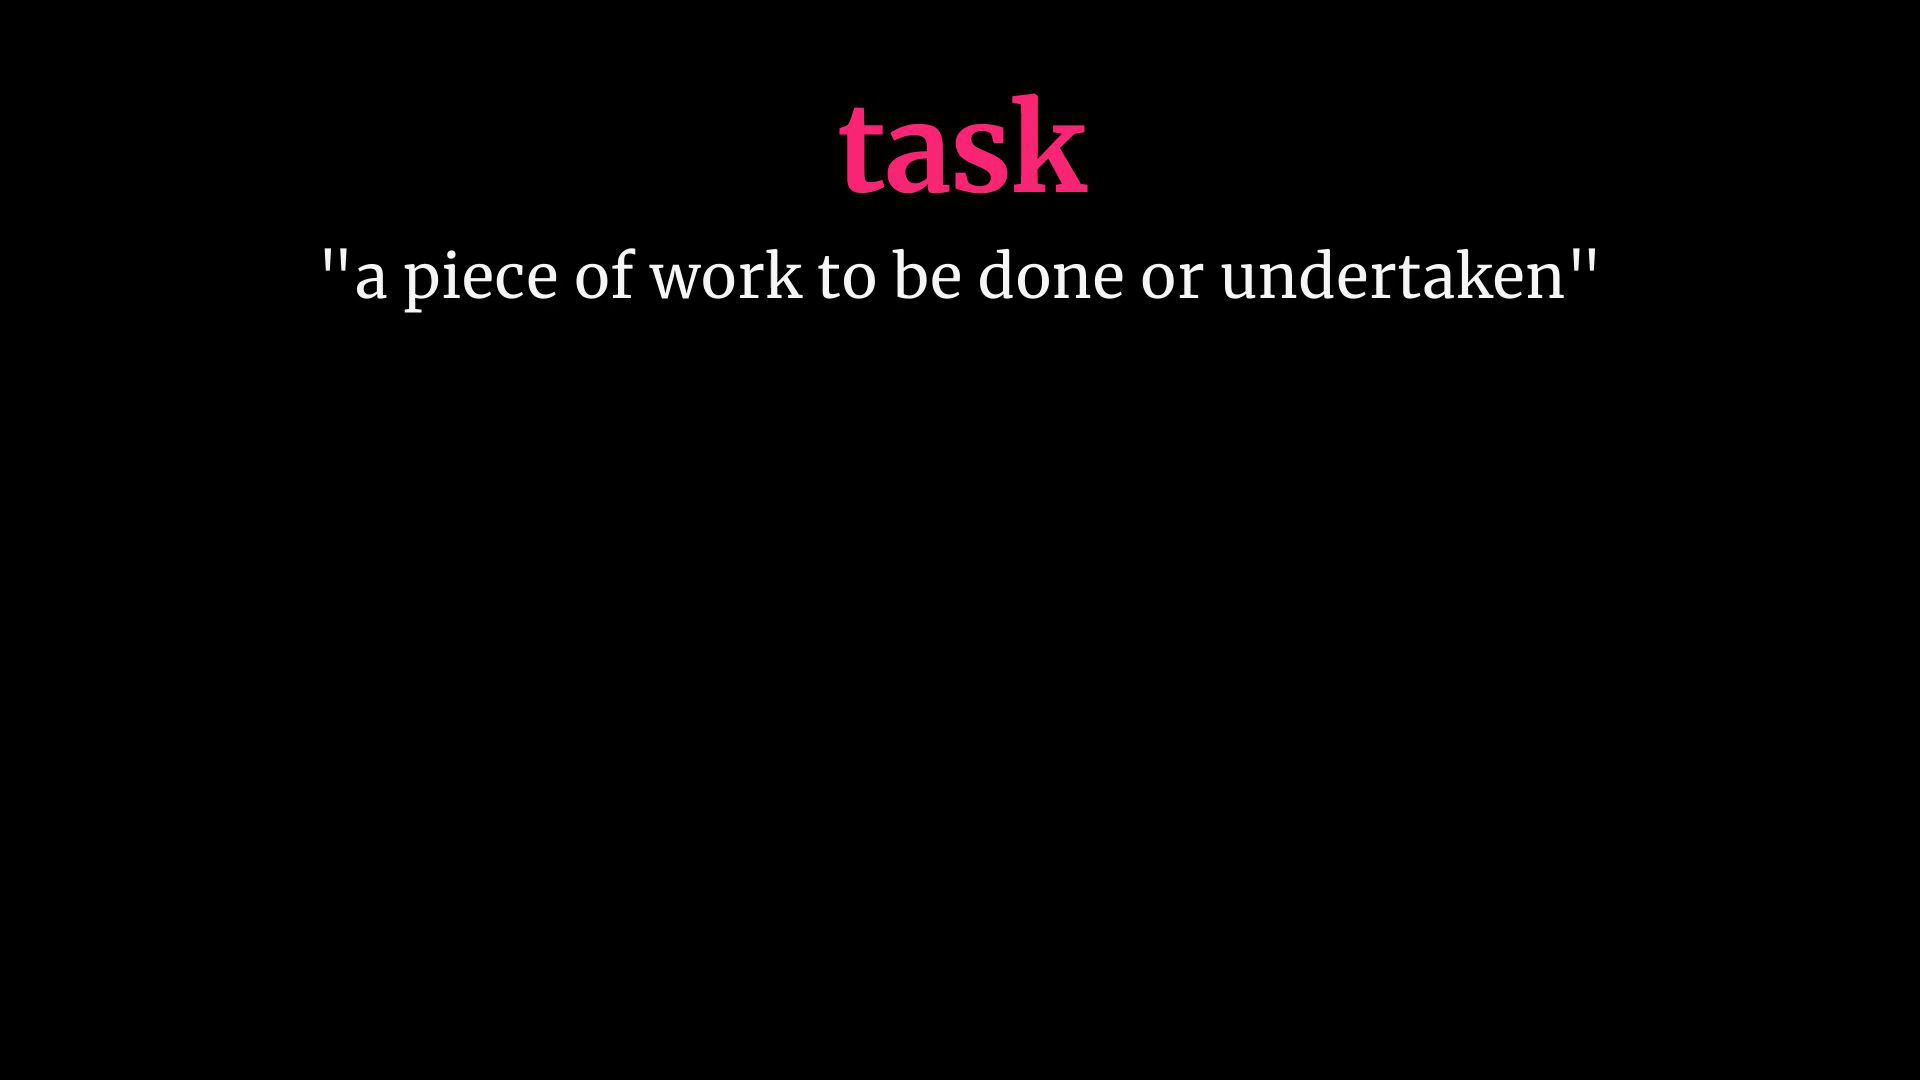 task
"a piece of work to be done or undertaken"